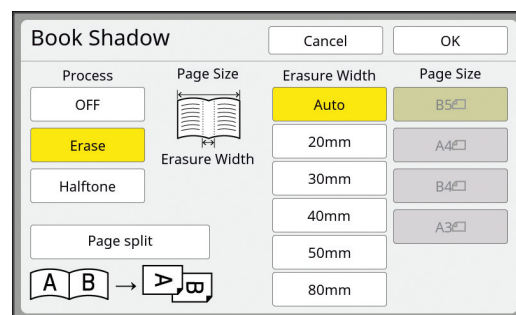 Book Shadow
Cancel
OK
Process
Page Size
Erasure Width
Page Size
OFF
Erase
Halftone
Erasure Width
Auto
20mm
30mm
40mm
50mm
80mm
B5
A4
B4
A3
Page split
A B → A B